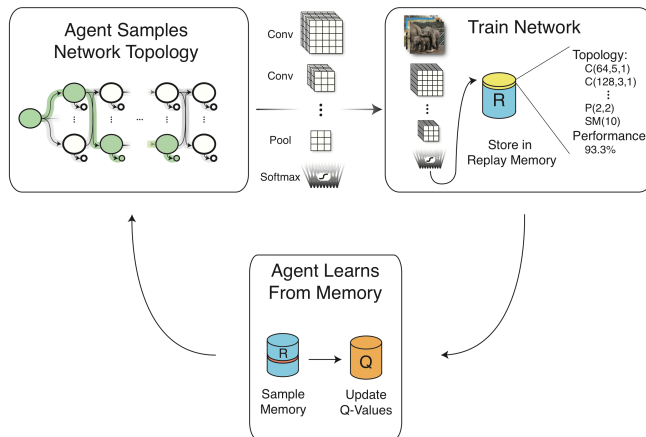 Agent Samples
Network Topology
...
Conv
Conv
Pool
Softmax
Train Network
R
Store in
Replay Memory
Topology:
C(64,5,1)
C(128,3,1)
P(2,2)
SM(10)
Performance:
93.3%
Agent Learns
From Memory
R
Sample
Memory
Q
Update
Q-Values